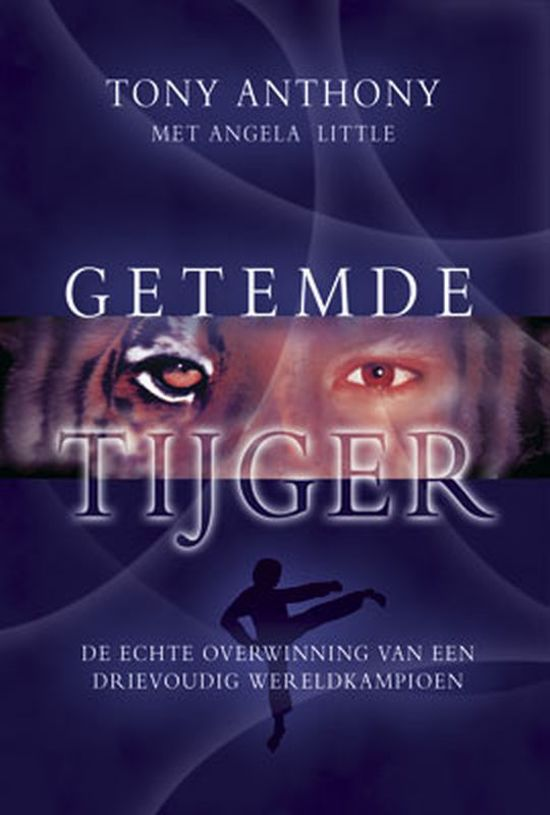 TONY ANTHONY
MET ANGELA LITTLE
GETEMDE
TIJGER
DE ECHTE OVERWINNING VAN EEN
DRIEVOUDIG WERELDKAMPIOEN